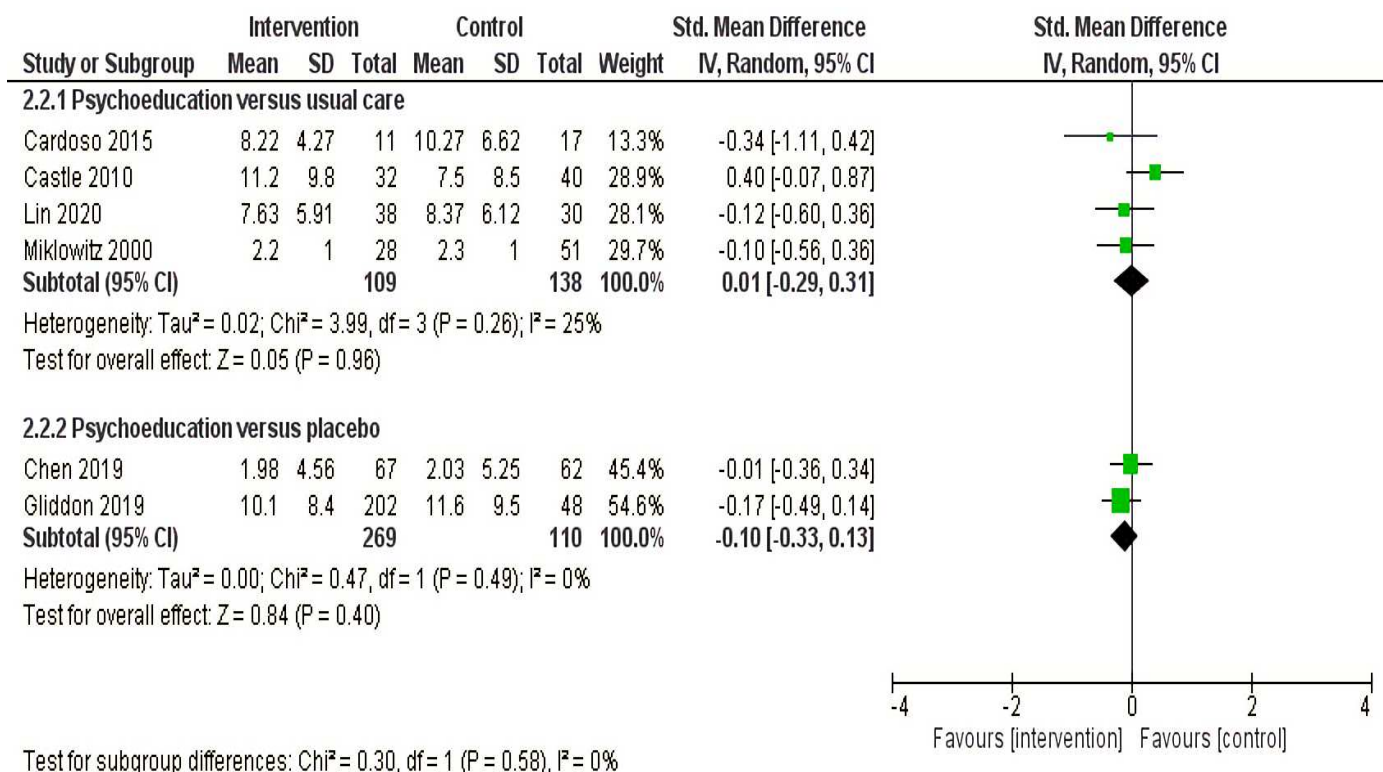 Intervention Control Std. Mean Difference Std. Mean Difference
Study or Subgroup Mean SD Total Mean SD Total Weight IV, Random, 95% CI IV, Random, 95% CI
2.2.1 Psychoeducation versus usual care
Cardoso 2015 8.22 4.27 11 10.27 6.62 17 13.3% -0.34 [-1.11, 0.42]
Castle 2010 11.2 9.8 32 7.5 8.5 40 28.9% 0.40 [-0.07, 0.87]
Lin 2020 7.63 5.91 38 8.37 6.12 30 28.1% -0.12 [-0.60, 0.36]
Miklowitz 2000 2.2 1 28 2.3 1 51 29.7% -0.10 [-0.56, 0.36]
Subtotal (95% CI) 109 138 100.0% 0.01 [-0.29, 0.31]
Heterogeneity: Tau² = 0.02; Chi² = 3.99, df = 3 (P = 0.26); I² = 25%
Test for overall effect: Z = 0.05 (P = 0.96)
2.2.2 Psychoeducation versus placebo
Chen 2019 1.98 4.56 67 2.03 5.25 62 45.4% -0.01 [-0.36, 0.34]
Gliddon 2019 10.1 8.4 202 11.6 9.5 48 54.6% -0.17 [-0.49, 0.14]
Subtotal (95% CI) 269 110 100.0% -0.10 [-0.33, 0.13]
Heterogeneity: Tau² = 0.00; Chi² = 0.47, df = 1 (P = 0.49); I² = 0%
Test for overall effect: Z = 0.84 (P = 0.40)
-4 -2 0 2 4
Favours [intervention] Favours [control]
Test for subgroup differences: Chi² = 0.30, df = 1 (P = 0.58), I² = 0%